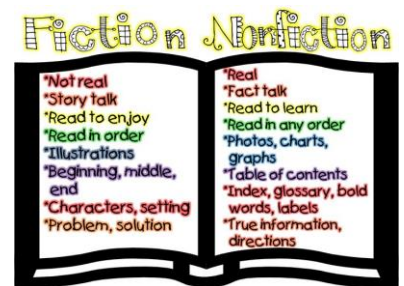 Fiction Nonfiction
*Not real
*Story talk
*Read to enjoy
*Read in order
*Illustrations
*Beginning, middle,
end
*Characters, setting
*Problem, solution
*Real
*Fact talk
*Read to learn
*Read in any order
*Photos, charts,
graphs
*Table of contents
*Index, glossary, bold
words, labels
*True information,
directions